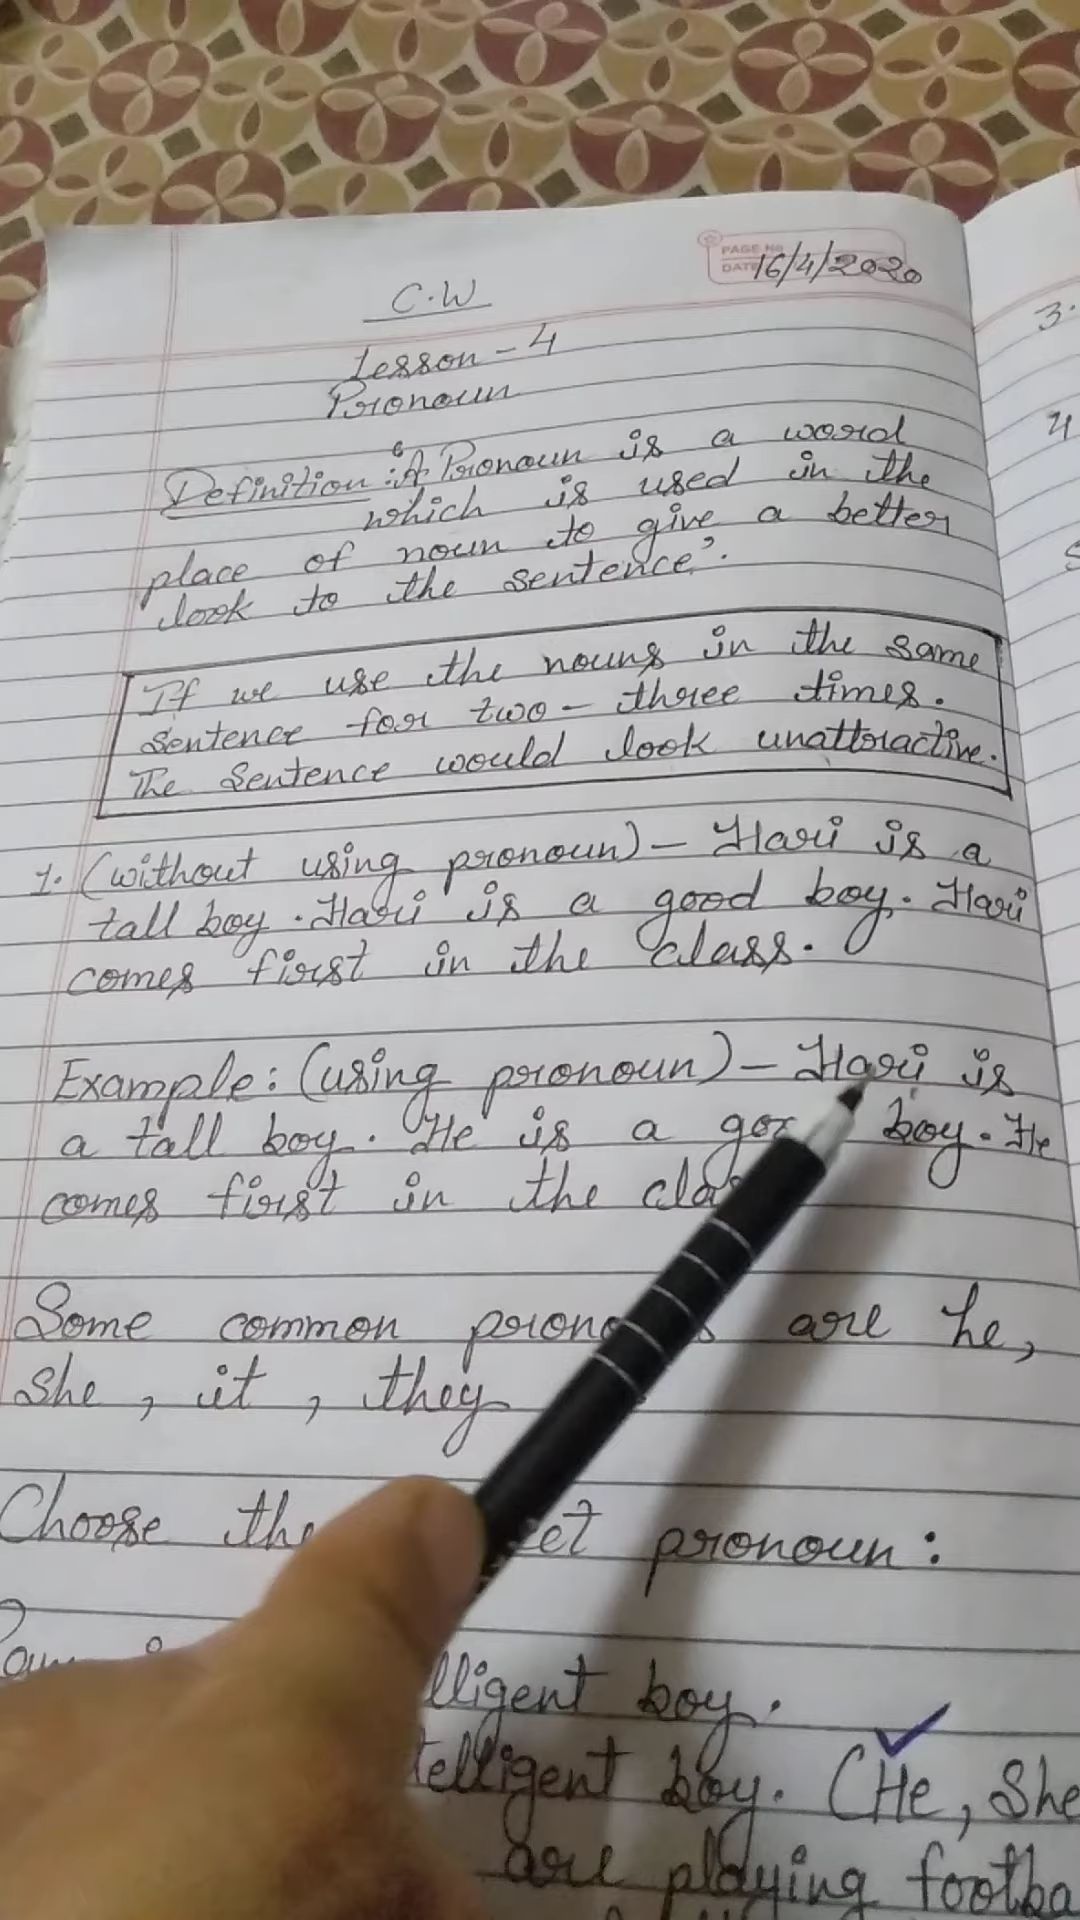 PAGE No.
DATE 16/4/2020
C.W
Lesson - 4
Pronoun
Definition : "A Pronoun is a word
which is used in the
place of noun to give a better
look to the sentence".
If we use the nouns in the same
sentence for two - three times.
The sentence would look unattractive.
1. (without using pronoun) - Hari is a
tall boy. Hari is a good boy. Hari
comes first in the class.
Example: (using pronoun) - Hari is
a tall boy. He is a boy. He
comes first in the
Some common are he,
she, it, they
Choose pronoun :
boy.
boy. (He, She
are playing
3.
4